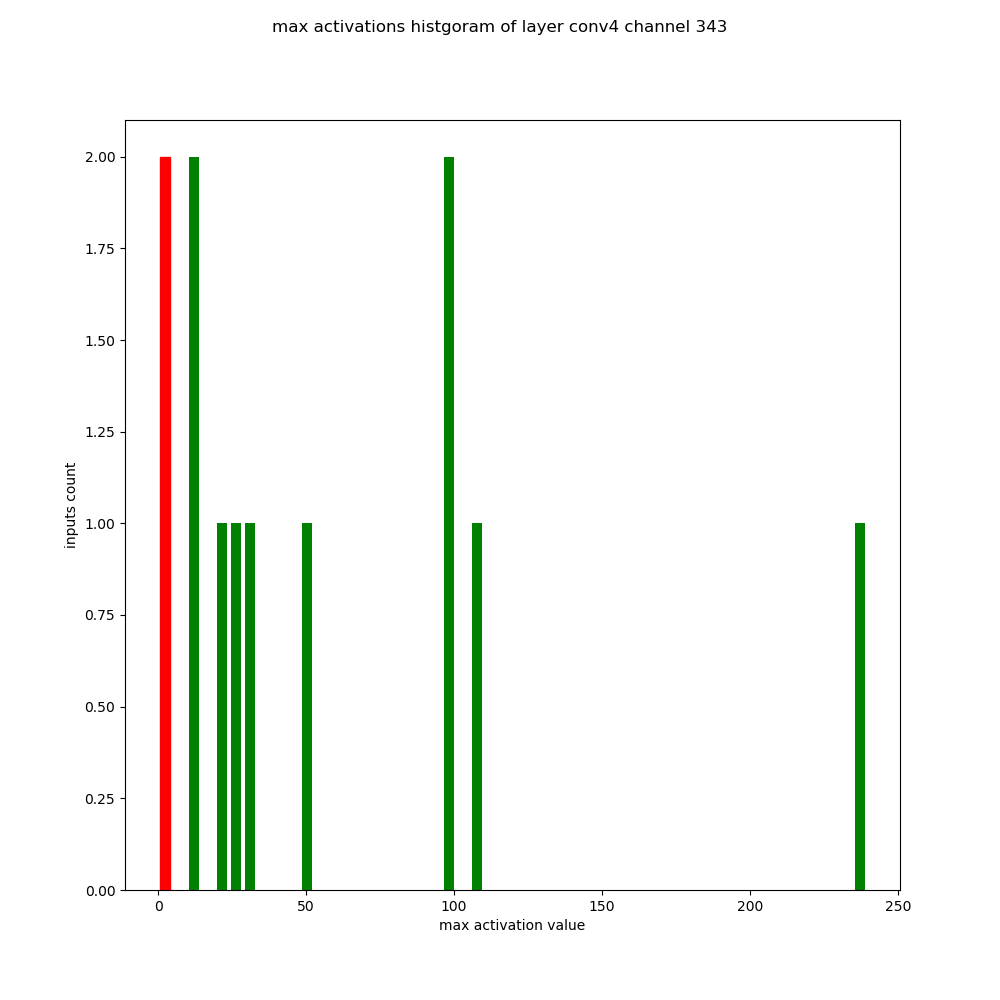 max activations histgoram of layer conv4 channel 343
2.00
1.75
1.50
1.25
1.00
0.75
0.50
0.25
0.00
inputs count
0 50 100 150 200 250
max activation value